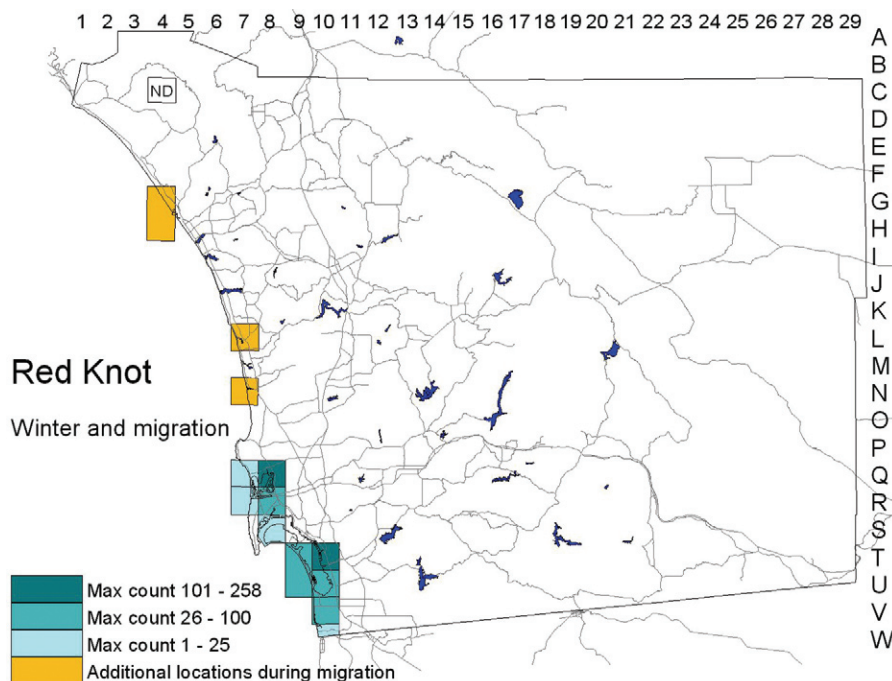 1 2 3 4 5 6 7 8 9 10 11 12 13 14 15 16 17 18 19 20 21 22 23 24 25 26 27 28 29
A
B
C
D
E
F
G
H
I
J
K
L
M
N
O
P
Q
R
S
T
U
V
W
ND
Red Knot
Winter and migration
Max count 101 - 258
Max count 26 - 100
Max count 1 - 25
Additional locations during migration